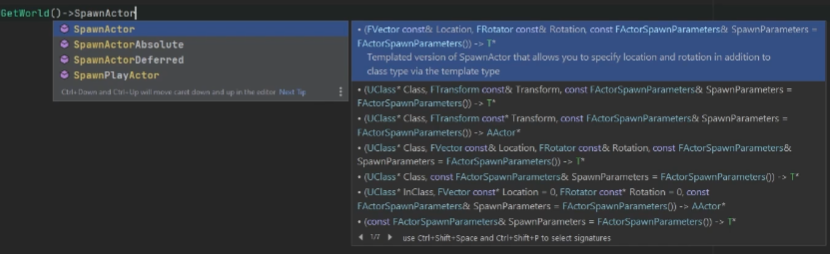 GetWorld()->SpawnActor
SpawnActor
SpawnActorAbsolute
SpawnActorDeferred
SpawnPlayActor
Ctrl+Down and Ctrl+Up will move caret down and up in the editor Next Tip
• (FVector const& Location, FRotator const& Rotation, const FActorSpawnParameters& SpawnParameters =
FActorSpawnParameters()) -> T*
Templated version of SpawnActor that allows you to specify location and rotation in addition to
class type via the template type
• (UClass* Class, FTransform const& Transform, const FActorSpawnParameters& SpawnParameters =
FActorSpawnParameters()) -> T*
• (UClass* Class, FTransform const* Transform, const FActorSpawnParameters& SpawnParameters =
FActorSpawnParameters()) -> AActor*
• (UClass* Class, FVector const& Location, FRotator const& Rotation, const FActorSpawnParameters&
SpawnParameters = FActorSpawnParameters()) -> T*
• (UClass* Class, const FActorSpawnParameters& SpawnParameters = FActorSpawnParameters()) -> T*
• (UClass* InClass, FVector const* Location = 0, FRotator const* Rotation = 0, const
FActorSpawnParameters& SpawnParameters = FActorSpawnParameters()) -> AActor*
• (const FActorSpawnParameters& SpawnParameters = FActorSpawnParameters()) -> T*
1/7 use Ctrl+Shift+Space and Ctrl+Shift+P to select signatures